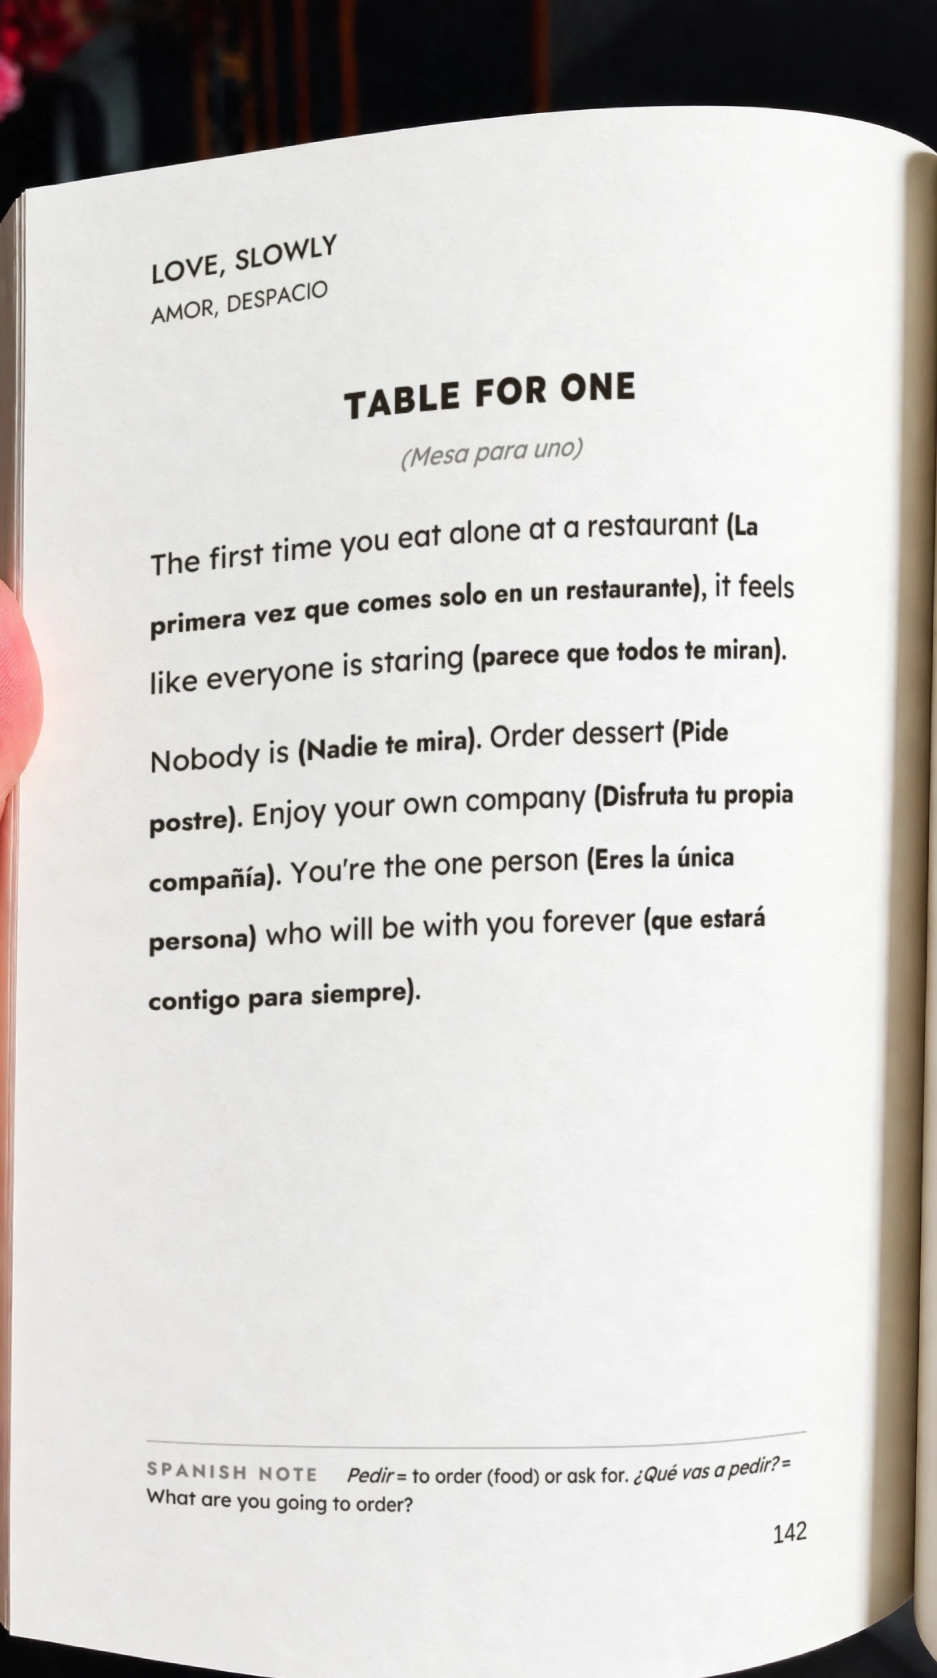 LOVE, SLOWLY
AMOR, DESPACIO
TABLE FOR ONE
(Mesa para uno)
The first time you eat alone at a restaurant (La
primera vez que comes solo en un restaurante), it feels
like everyone is staring (parece que todos te miran).
Nobody is (Nadie te mira). Order dessert (Pide
postre). Enjoy your own company (Disfruta tu propia
compañía). You're the one person (Eres la única
persona) who will be with you forever (que estará
contigo para siempre).
SPANISH NOTE Pedir = to order (food) or ask for. ¿Qué vas a pedir? =
What are you going to order?
142